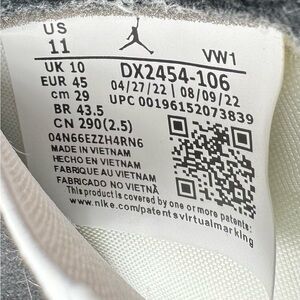 US
11
VW1
UK 10
EUR 45
cm 29
BR 43.5
CN 290(2.5)
DX2454-106
04/27/22 | 08/09/22
UPC 00196152073839
04N66EZZH4RN6
MADE IN VIETNAM
HECHO EN VIETNAM
FABRIQUE AU VIETNAM
FABRICADO NO VIETNÃ
This product is covered by one or more patents:
www.nike.com/patentsvirtualmarking